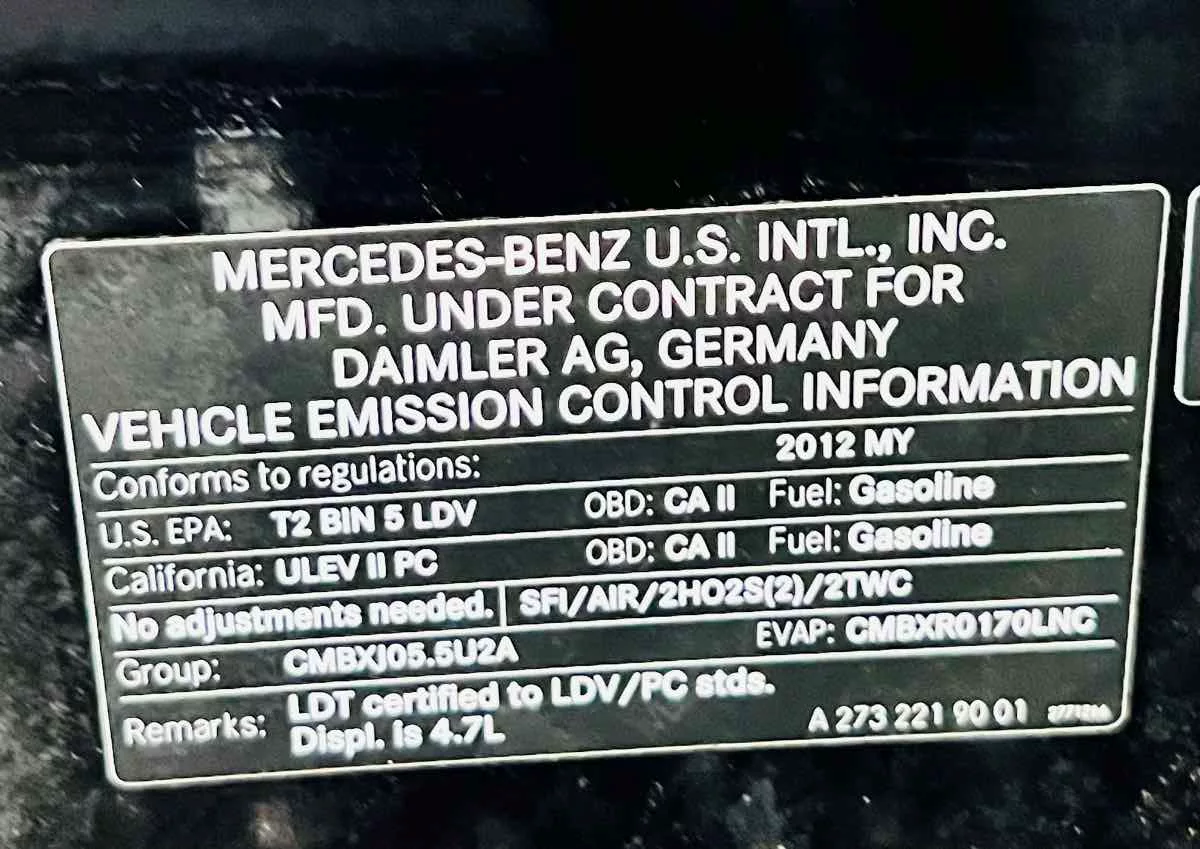 MERCEDES-BENZ U.S. INTL., INC.
MFD. UNDER CONTRACT FOR
DAIMLER AG, GERMANY
VEHICLE EMISSION CONTROL INFORMATION
Conforms to regulations: 2012 MY
U.S. EPA: T2 BIN 5 LDV OBD: CA II Fuel: Gasoline
California: ULEV II PC OBD: CA II Fuel: Gasoline
No adjustments needed. SFI/AIR/2HO2S(2)/2TWC
Group: CMBXJ05.5U2A EVAP: CMBXR0170LNC
Remarks: LDT certified to LDV/PC stds.
Displ. is 4.7L A 273 221 90 01